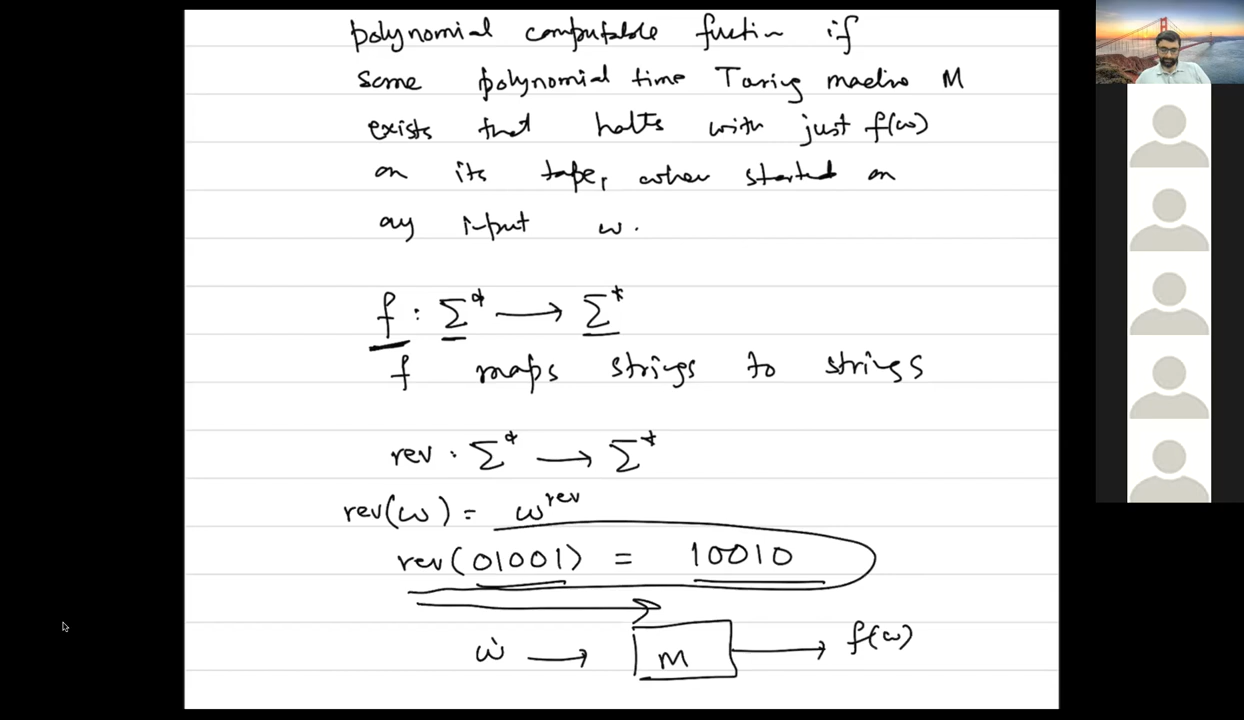 polynomial computable function if
some polynomial time Turing machine M
exists that halts with just f(w)
on its tape, when started on
any input w.
f : Σ* ⟶ Σ*
f maps strings to strings
rev : Σ* ⟶ Σ*
rev(w) = w^rev
rev(01001) = 10010
w ⟶ M ⟶ f(w)